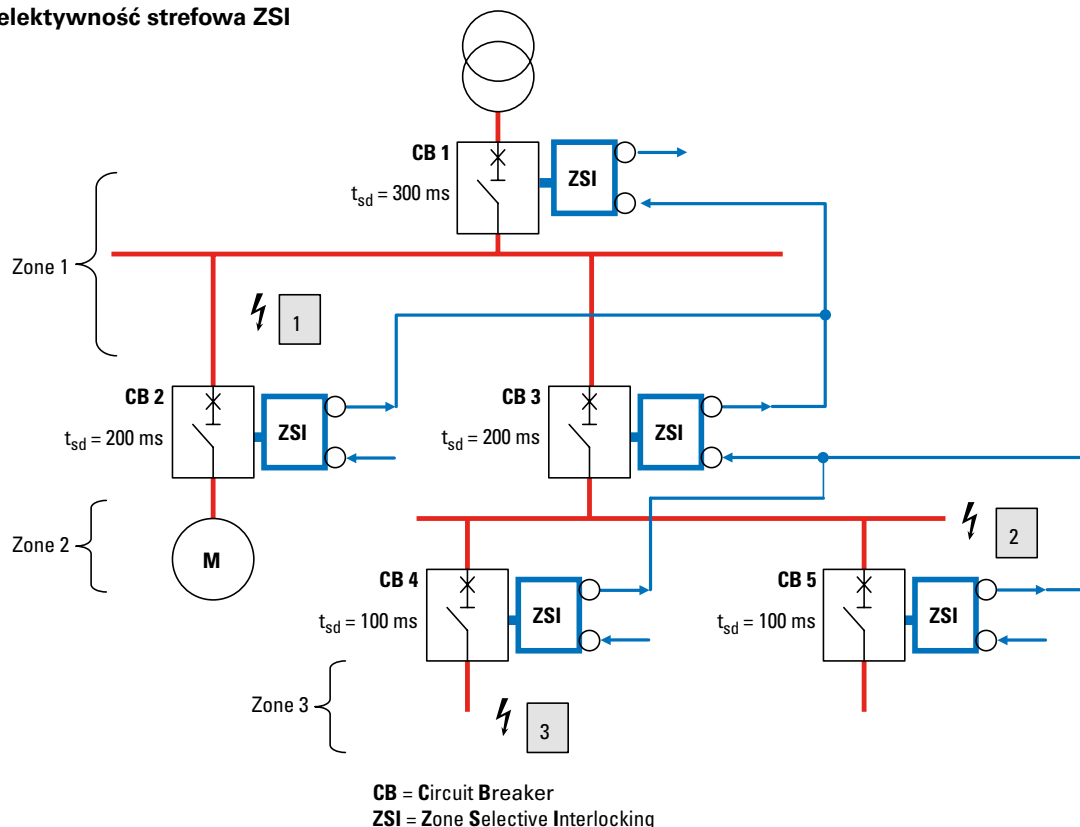 elektywność strefowa ZSI
CB 1
ZSI
t_sd = 300 ms
Zone 1
1
CB 2
ZSI
t_sd = 200 ms
CB 3
ZSI
t_sd = 200 ms
Zone 2
M
2
CB 4
ZSI
t_sd = 100 ms
CB 5
ZSI
t_sd = 100 ms
Zone 3
3
CB = Circuit Breaker
ZSI = Zone Selective Interlocking